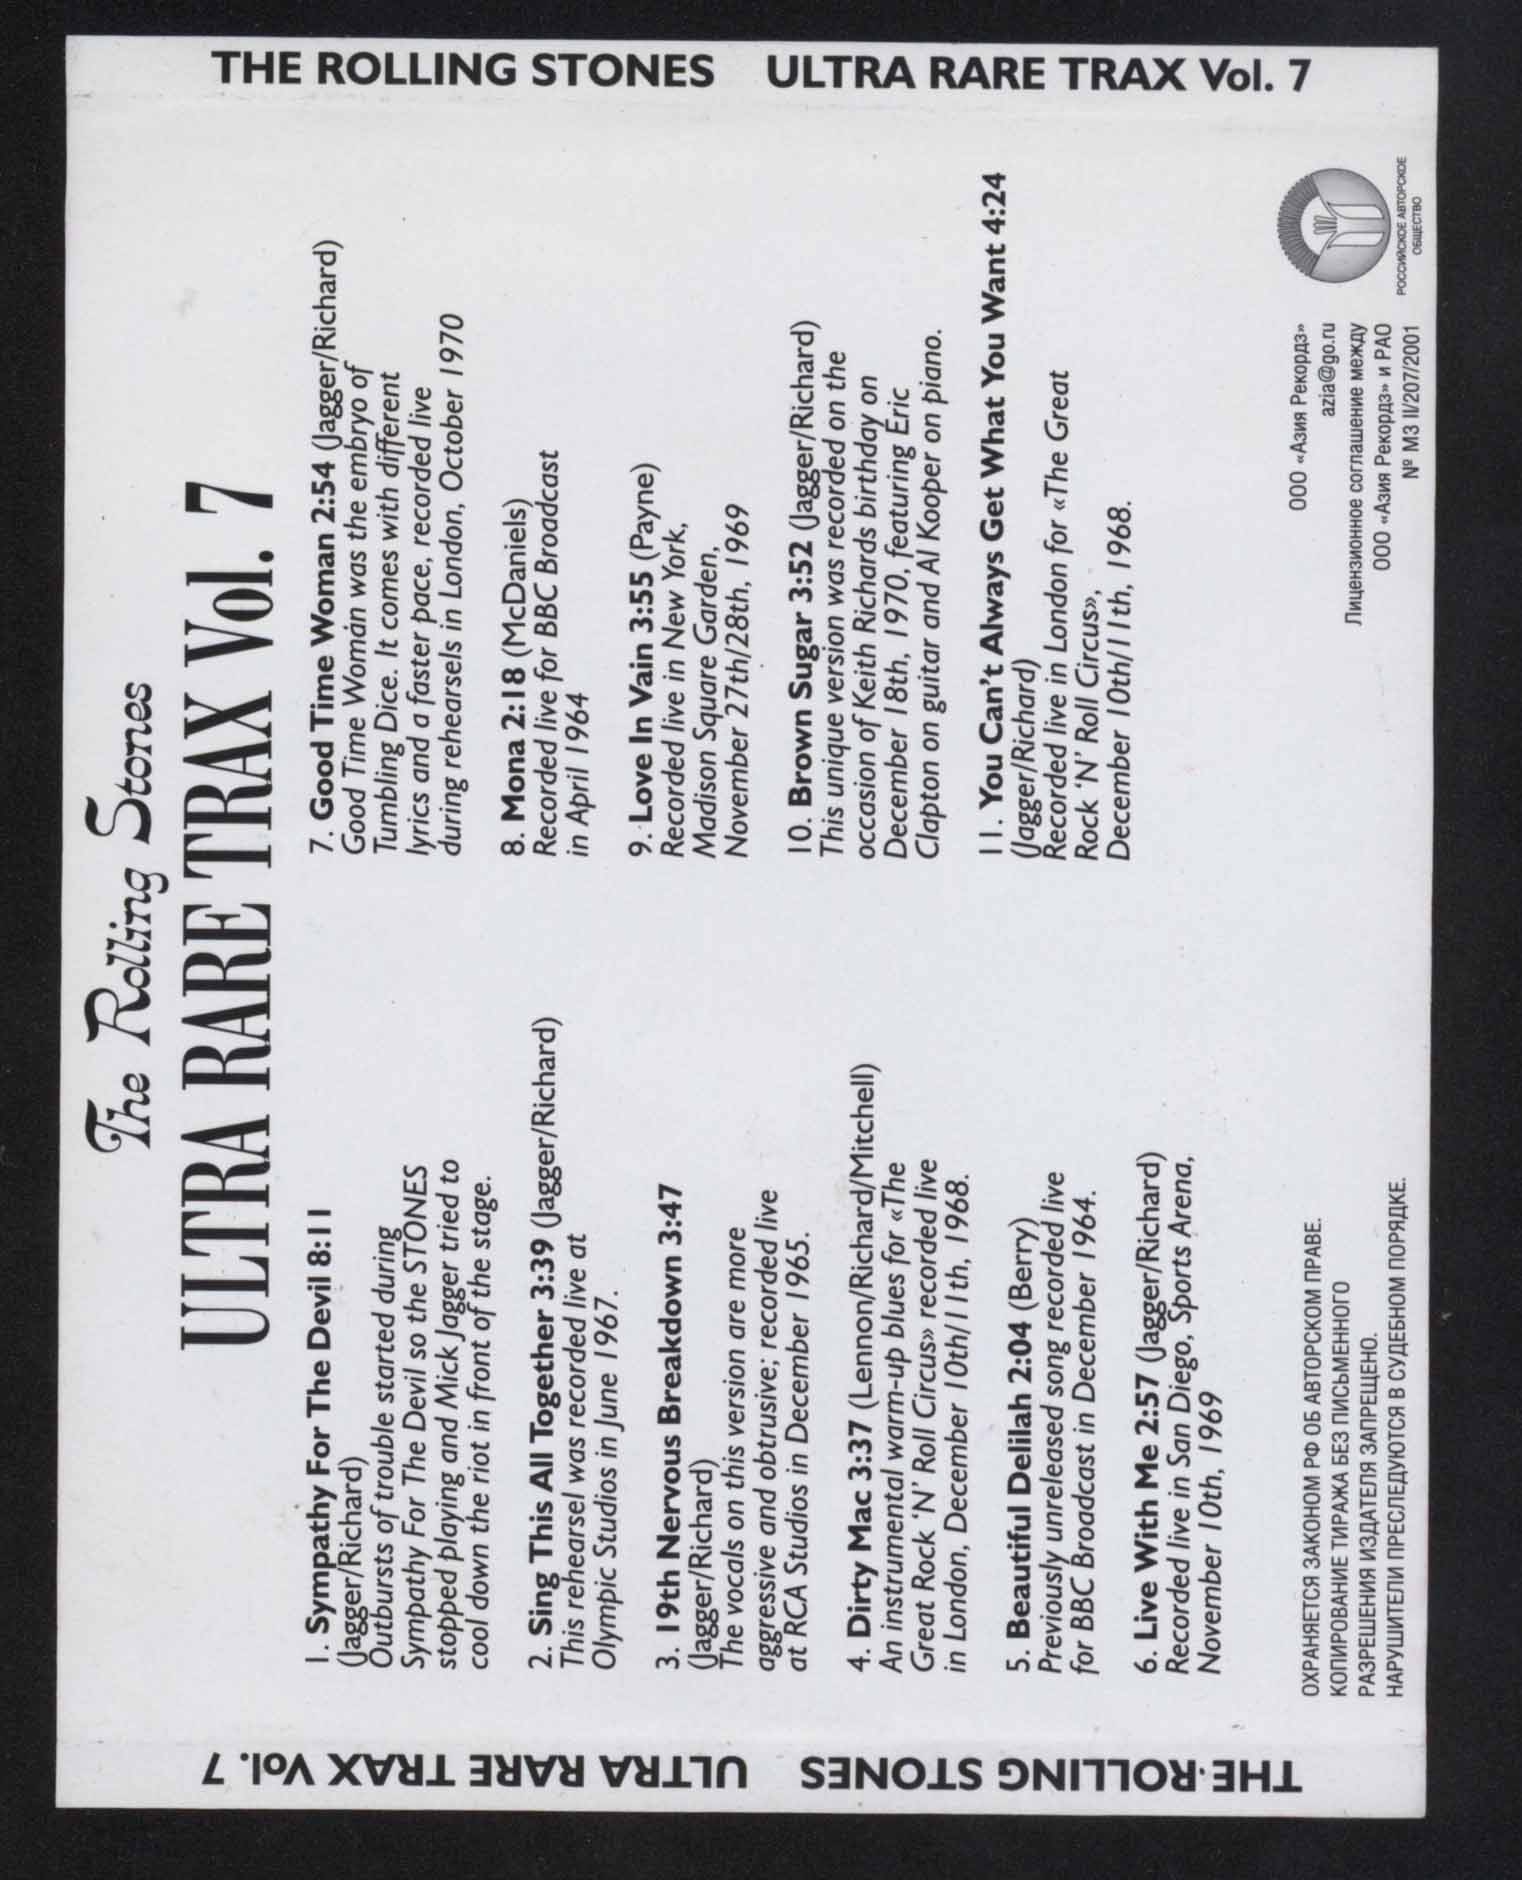 THE ROLLING STONES ULTRA RARE TRAX Vol. 7
The Rolling Stones
ULTRA RARE TRAX Vol. 7
1. Sympathy For The Devil 8:11
(Jagger/Richard)
Outbursts of trouble started during
Sympathy For The Devil so the STONES
stopped playing and Mick Jagger tried to
cool down the riot in front of the stage.
2. Sing This All Together 3:39 (Jagger/Richard)
This rehearsel was recorded live at
Olympic Studios in June 1967.
3. 19th Nervous Breakdown 3:47
(Jagger/Richard)
The vocals on this version are more
aggressive and obtrusive; recorded live
at RCA Studios in December 1965.
4. Dirty Mac 3:37 (Lennon/Richard/Mitchell)
An instrumental warm-up blues for «The
Great Rock 'N' Roll Circus» recorded live
in London, December 10th/11th, 1968.
5. Beautiful Delilah 2:04 (Berry)
Previously unreleased song recorded live
for BBC Broadcast in December 1964.
6. Live With Me 2:57 (Jagger/Richard)
Recorded live in San Diego, Sports Arena,
November 10th, 1969
7. Good Time Woman 2:54 (Jagger/Richard)
Good Time Woman was the embryo of
Tumbling Dice. It comes with different
lyrics and a faster pace, recorded live
during rehearsels in London, October 1970
8. Mona 2:18 (McDaniels)
Recorded live for BBC Broadcast
in April 1964
9. Love In Vain 3:55 (Payne)
Recorded live in New York,
Madison Square Garden,
November 27th/28th, 1969
10. Brown Sugar 3:52 (Jagger/Richard)
This unique version was recorded on the
occasion of Keith Richards birthday on
December 18th, 1970, featuring Eric
Clapton on guitar and Al Kooper on piano.
11. You Can't Always Get What You Want 4:24
(Jagger/Richard)
Recorded live in London for «The Great
Rock 'N' Roll Circus»,
December 10th/11th, 1968.
ОХРАНЯЕТСЯ ЗАКОНОМ РФ ОБ АВТОРСКОМ ПРАВЕ.
КОПИРОВАНИЕ ТИРАЖА БЕЗ ПИСЬМЕННОГО
РАЗРЕШЕНИЯ ИЗДАТЕЛЯ ЗАПРЕЩЕНО.
НАРУШИТЕЛИ ПРЕСЛЕДУЮТСЯ В СУДЕБНОМ ПОРЯДКЕ.
ООО «Азия Рекордз»
azia@go.ru
Лицензионное соглашение между
ООО «Азия Рекордз» и РАО
№ МЗ II/207/2001
РОССИЙСКОЕ АВТОРСКОЕ
ОБЩЕСТВО
THE ROLLING STONES ULTRA RARE TRAX Vol. 7